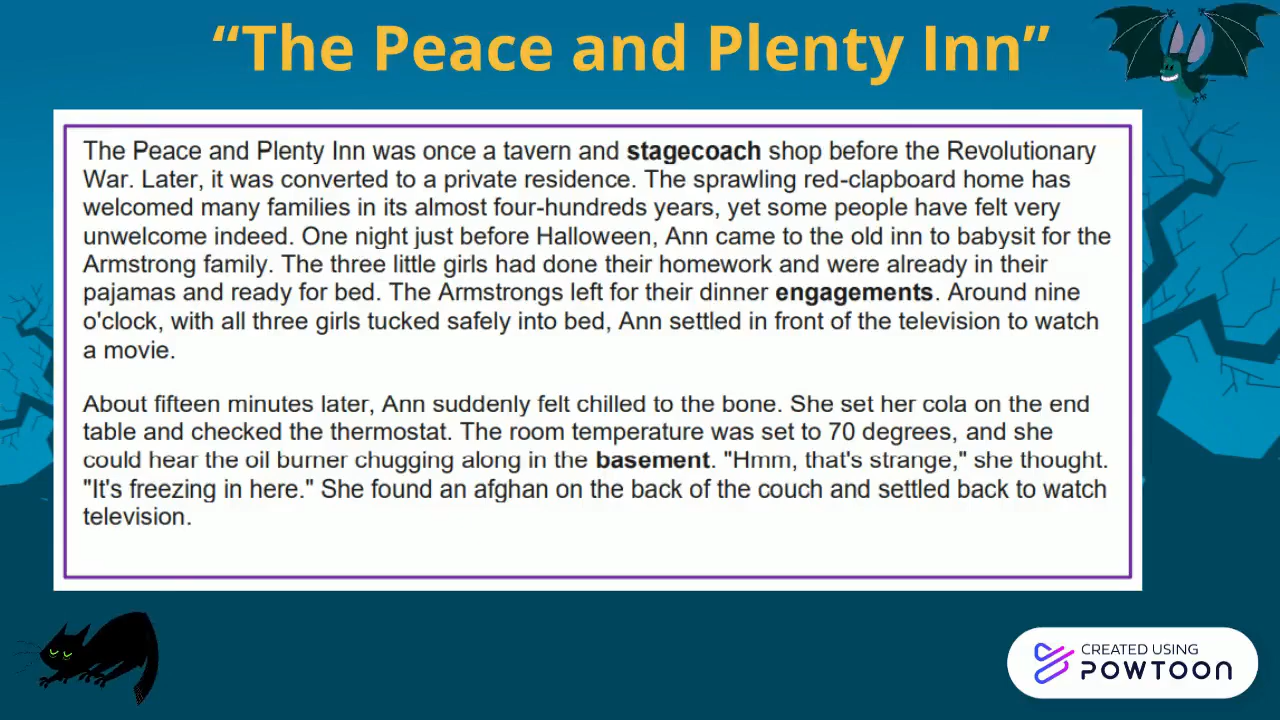 “The Peace and Plenty Inn”
The Peace and Plenty Inn was once a tavern and stagecoach shop before the Revolutionary
War. Later, it was converted to a private residence. The sprawling red-clapboard home has
welcomed many families in its almost four-hundreds years, yet some people have felt very
unwelcome indeed. One night just before Halloween, Ann came to the old inn to babysit for the
Armstrong family. The three little girls had done their homework and were already in their
pajamas and ready for bed. The Armstrongs left for their dinner engagements. Around nine
o'clock, with all three girls tucked safely into bed, Ann settled in front of the television to watch
a movie.
About fifteen minutes later, Ann suddenly felt chilled to the bone. She set her cola on the end
table and checked the thermostat. The room temperature was set to 70 degrees, and she
could hear the oil burner chugging along in the basement. "Hmm, that's strange," she thought.
"It's freezing in here." She found an afghan on the back of the couch and settled back to watch
television.
CREATED USING
POWTOON